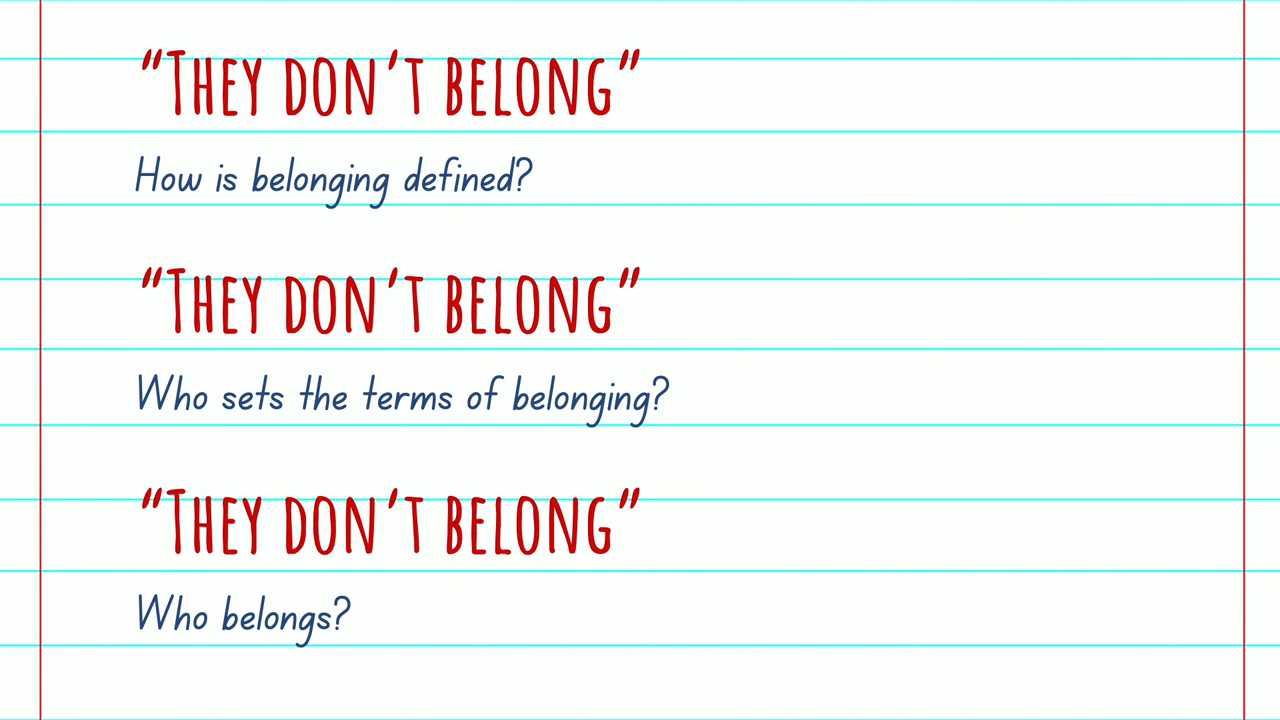 "They don't belong"
How is belonging defined?
"They don't belong"
Who sets the terms of belonging?
"They don't belong"
Who belongs?